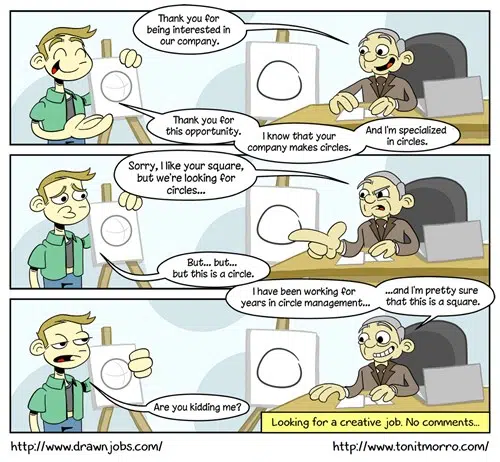 Thank you for
being interested in
our company.
Thank you for
this opportunity.
I know that your
company makes circles.
And I'm specialized
in circles.
Sorry, I like your square,
but we're looking for
circles...
But... but...
but this is a circle.
I have been working for
years in circle management...
...and I'm pretty sure
that this is a square.
Are you kidding me?
Looking for a creative job. No comments...
http://www.drawnjobs.com/
http://www.tonitmorro.com/